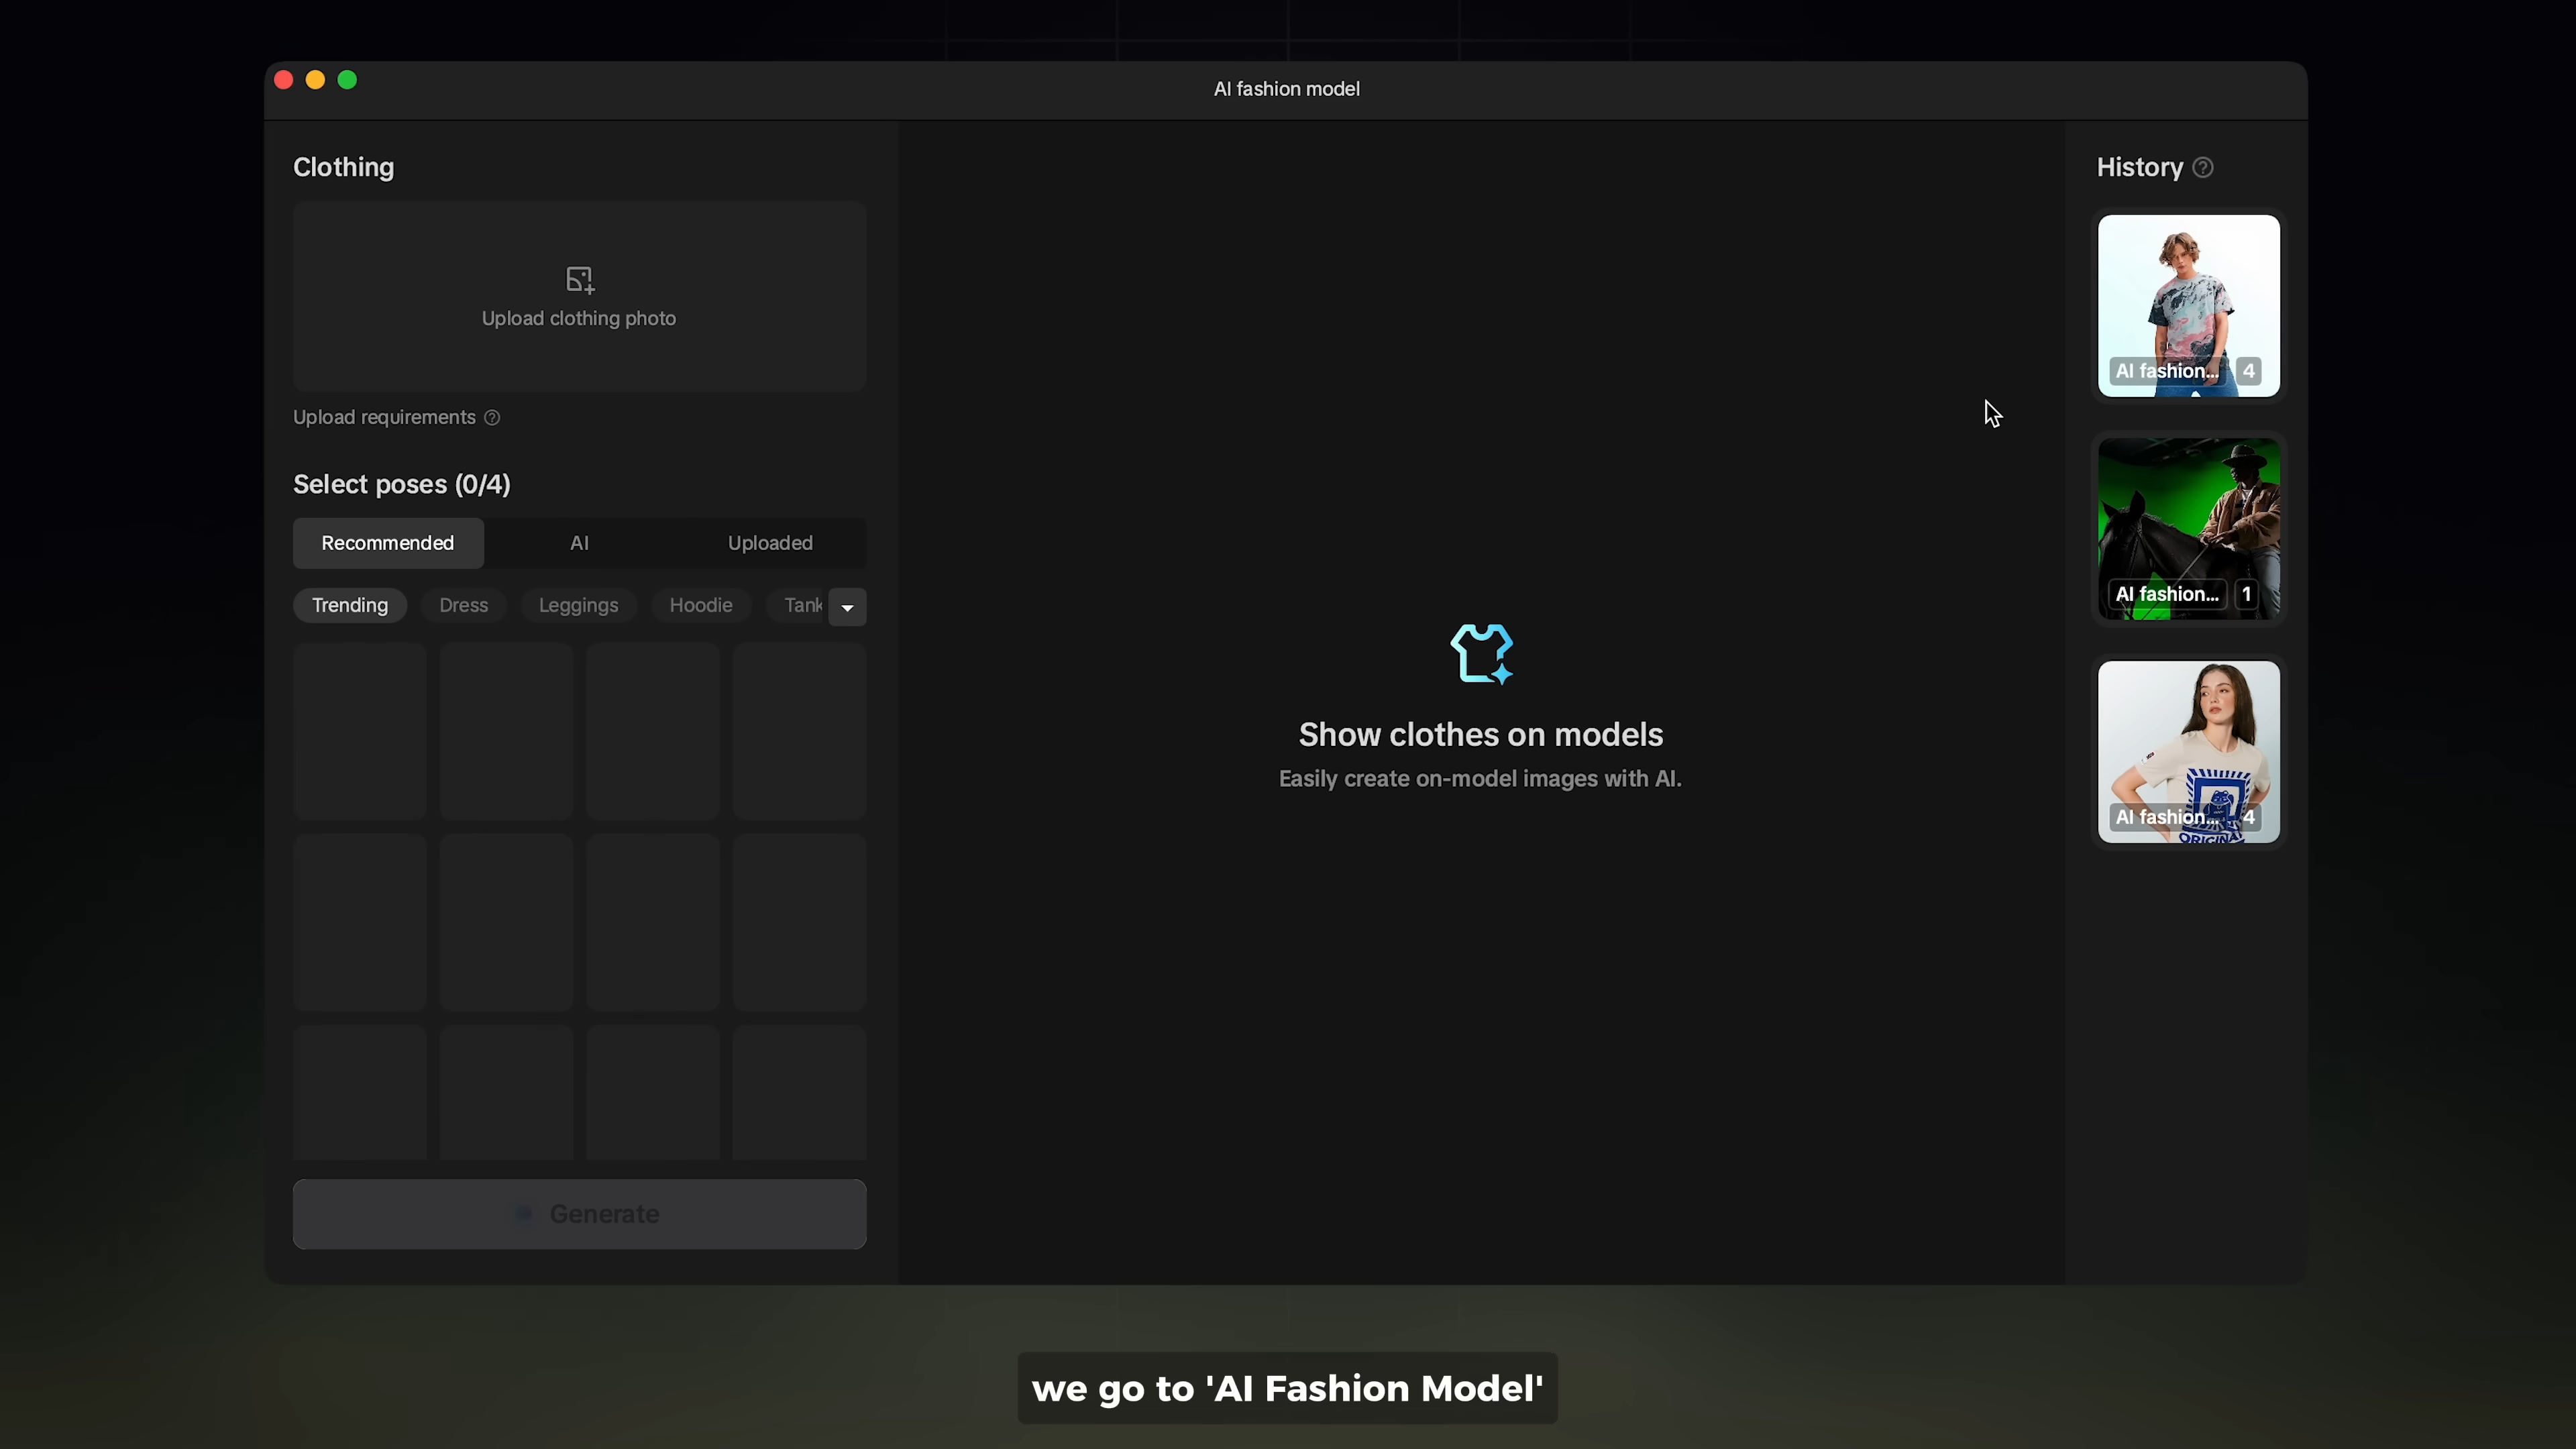 AI fashion model
Clothing
Upload clothing photo
Upload requirements
Select poses (0/4)
Recommended
AI
Uploaded
Trending
Dress
Leggings
Hoodie
Tank
Generate
Show clothes on models
Easily create on-model images with AI.
History
AI fashion... 4
AI fashion... 1
AI fashion... 4
ORIGINAL
we go to 'AI Fashion Model'